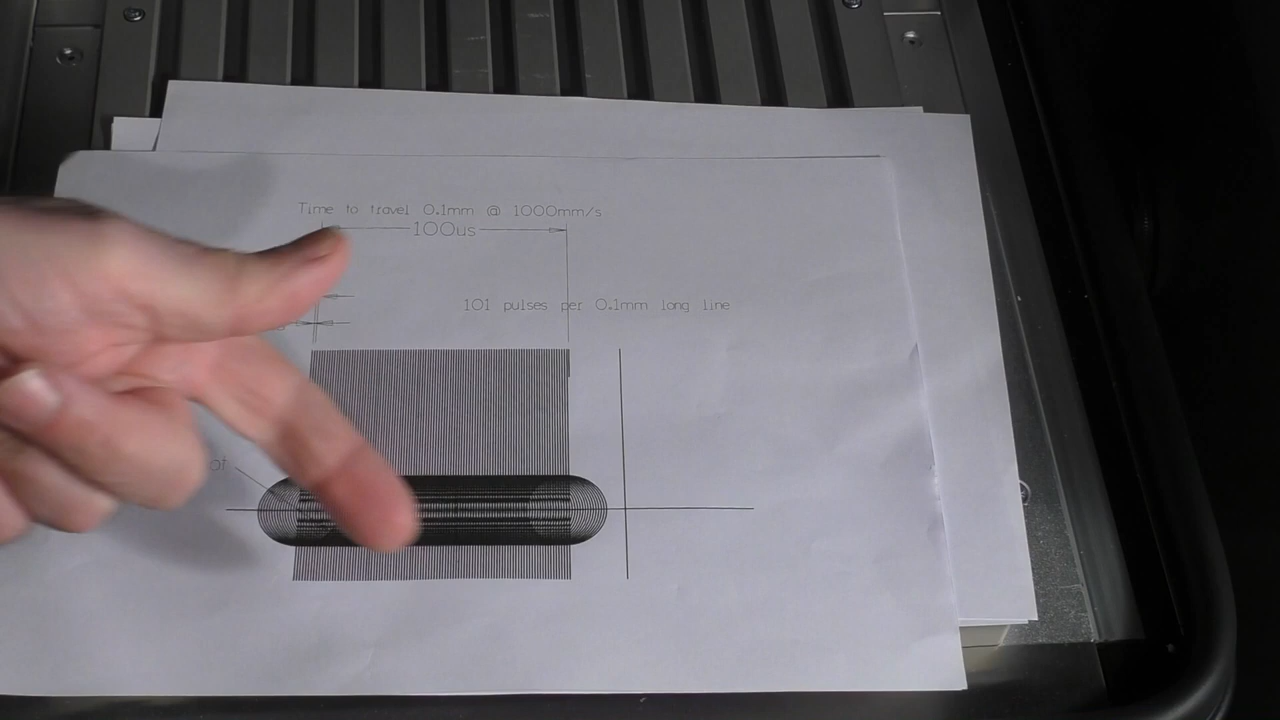 Time to travel 0.1mm @ 1000mm/s
100us
101 pulses per 0.1mm long line